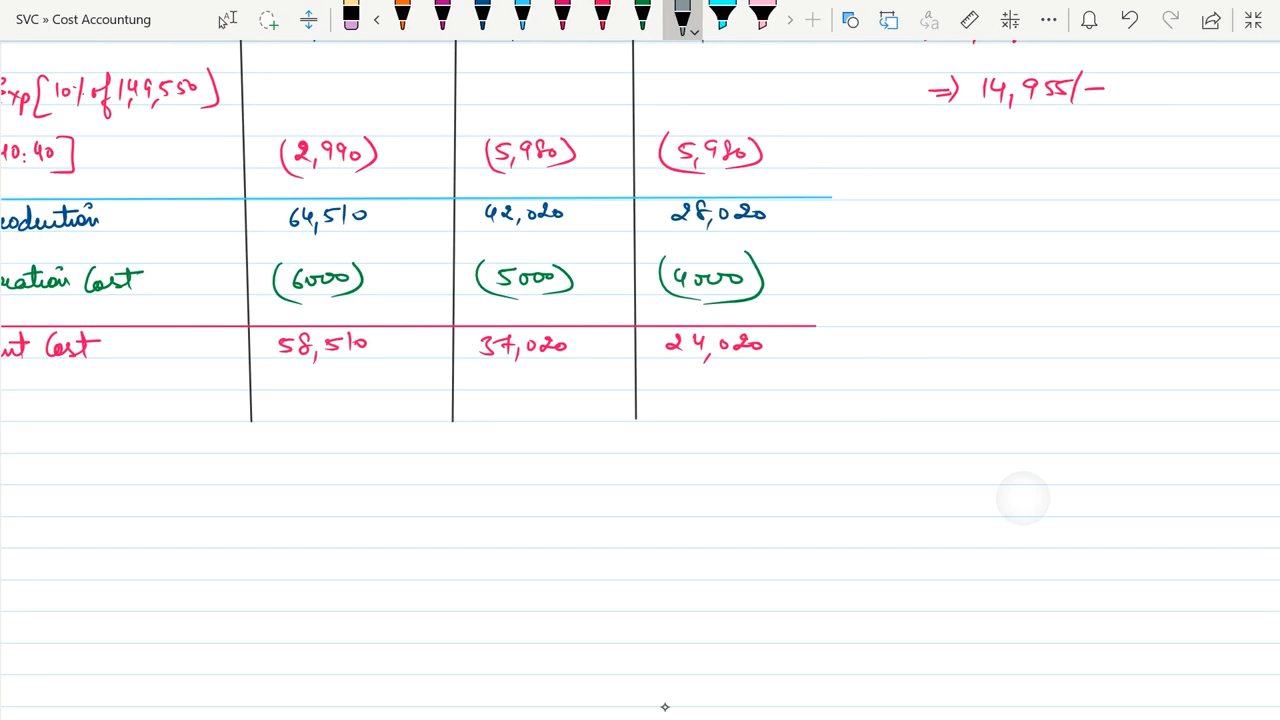 SVC » Cost Accountung
Exp [10% of 1,49,550]
⇒ 14,955/-
10:40] (2,990) (5,980) (5,980)
roduction 64,510 42,020 28,020
ration Cost (6000) (5000) (4000)
nt Cost 58,510 37,020 24,020